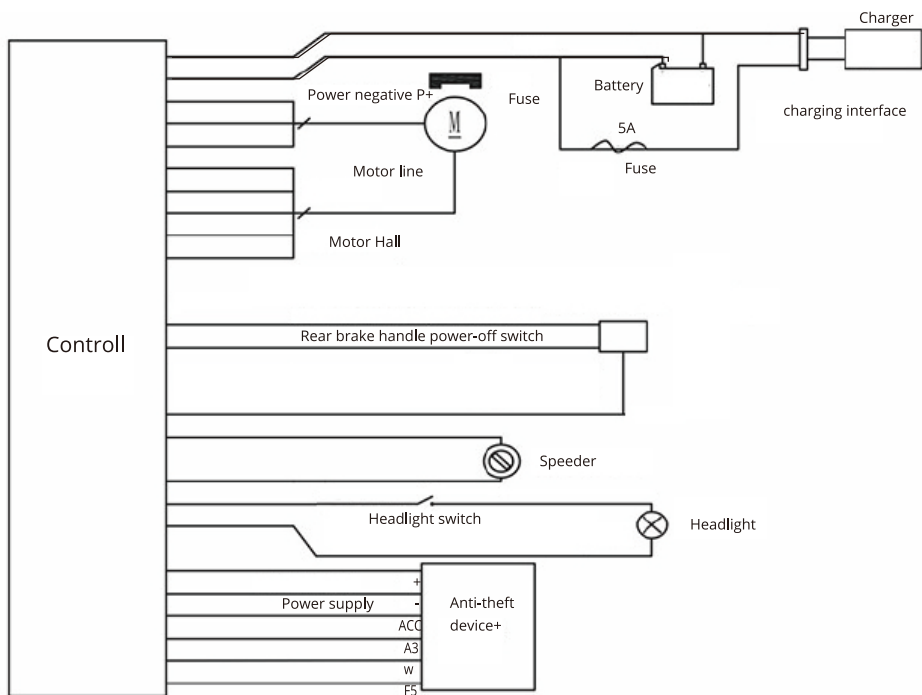 Charger
Power negative P+
Fuse
Battery
charging interface
M
5A
Fuse
Motor line
Motor Hall
Rear brake handle power-off switch
Controll
Speeder
Headlight switch
Headlight
+
Power supply
-
Anti-theft
device+
ACC
A3
w
F5